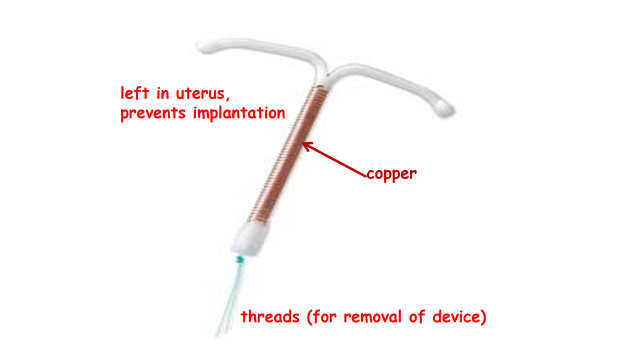 left in uterus,
prevents implantation
copper
threads (for removal of device)